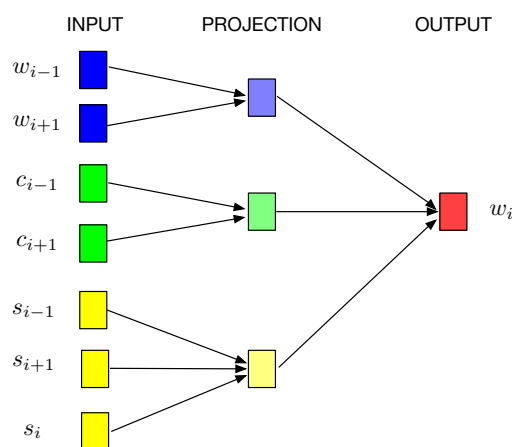 INPUT PROJECTION OUTPUT
w_{i-1}
w_{i+1}
c_{i-1}
w_i
c_{i+1}
s_{i-1}
s_{i+1}
s_i